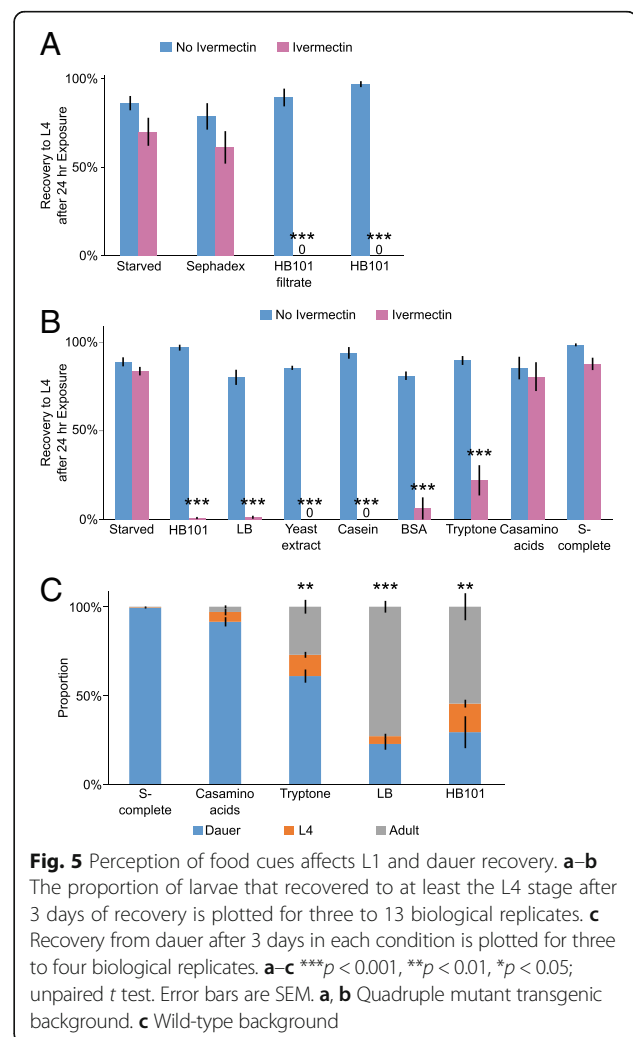 A
No Ivermectin Ivermectin
Recovery to L4
after 24 hr Exposure
100%
50%
0%
*** ***
0 0
Starved Sephadex HB101 filtrate HB101
B
No Ivermectin Ivermectin
Recovery to L4
after 24 hr Exposure
100%
50%
0%
*** *** *** *** *** ***
0 0
Starved HB101 LB Yeast extract Casein BSA Tryptone Casamino acids S-complete
C
** *** **
Proportion
100%
50%
0%
S-complete Casamino acids Tryptone LB HB101
Dauer L4 Adult
Fig. 5 Perception of food cues affects L1 and dauer recovery. a–b
The proportion of larvae that recovered to at least the L4 stage after
3 days of recovery is plotted for three to 13 biological replicates. c
Recovery from dauer after 3 days in each condition is plotted for three
to four biological replicates. a–c ***p < 0.001, **p < 0.01, *p < 0.05;
unpaired t test. Error bars are SEM. a, b Quadruple mutant transgenic
background. c Wild-type background